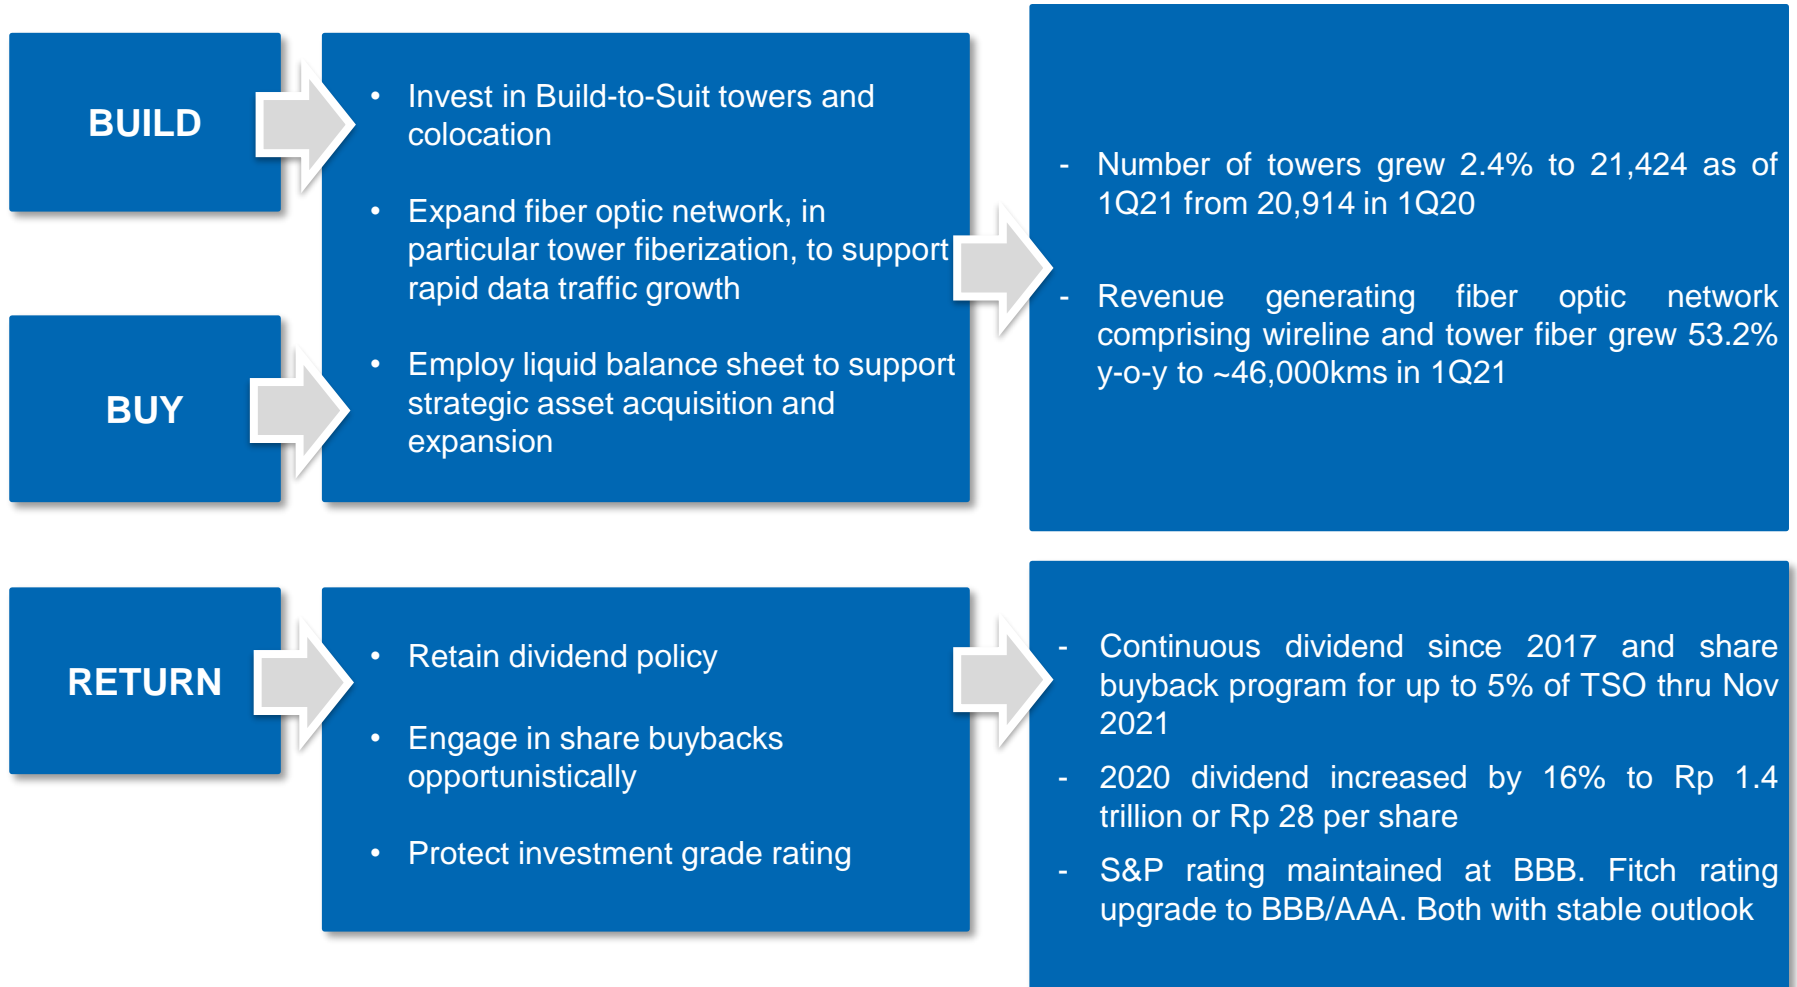 BUILD
• Invest in Build-to-Suit towers and
colocation
• Expand fiber optic network, in
particular tower fiberization, to support
rapid data traffic growth
BUY
• Employ liquid balance sheet to support
strategic asset acquisition and
expansion
- Number of towers grew 2.4% to 21,424 as of
1Q21 from 20,914 in 1Q20
- Revenue generating fiber optic network
comprising wireline and tower fiber grew 53.2%
y-o-y to ~46,000kms in 1Q21
RETURN
• Retain dividend policy
• Engage in share buybacks
opportunistically
• Protect investment grade rating
- Continuous dividend since 2017 and share
buyback program for up to 5% of TSO thru Nov
2021
- 2020 dividend increased by 16% to Rp 1.4
trillion or Rp 28 per share
- S&P rating maintained at BBB. Fitch rating
upgrade to BBB/AAA. Both with stable outlook